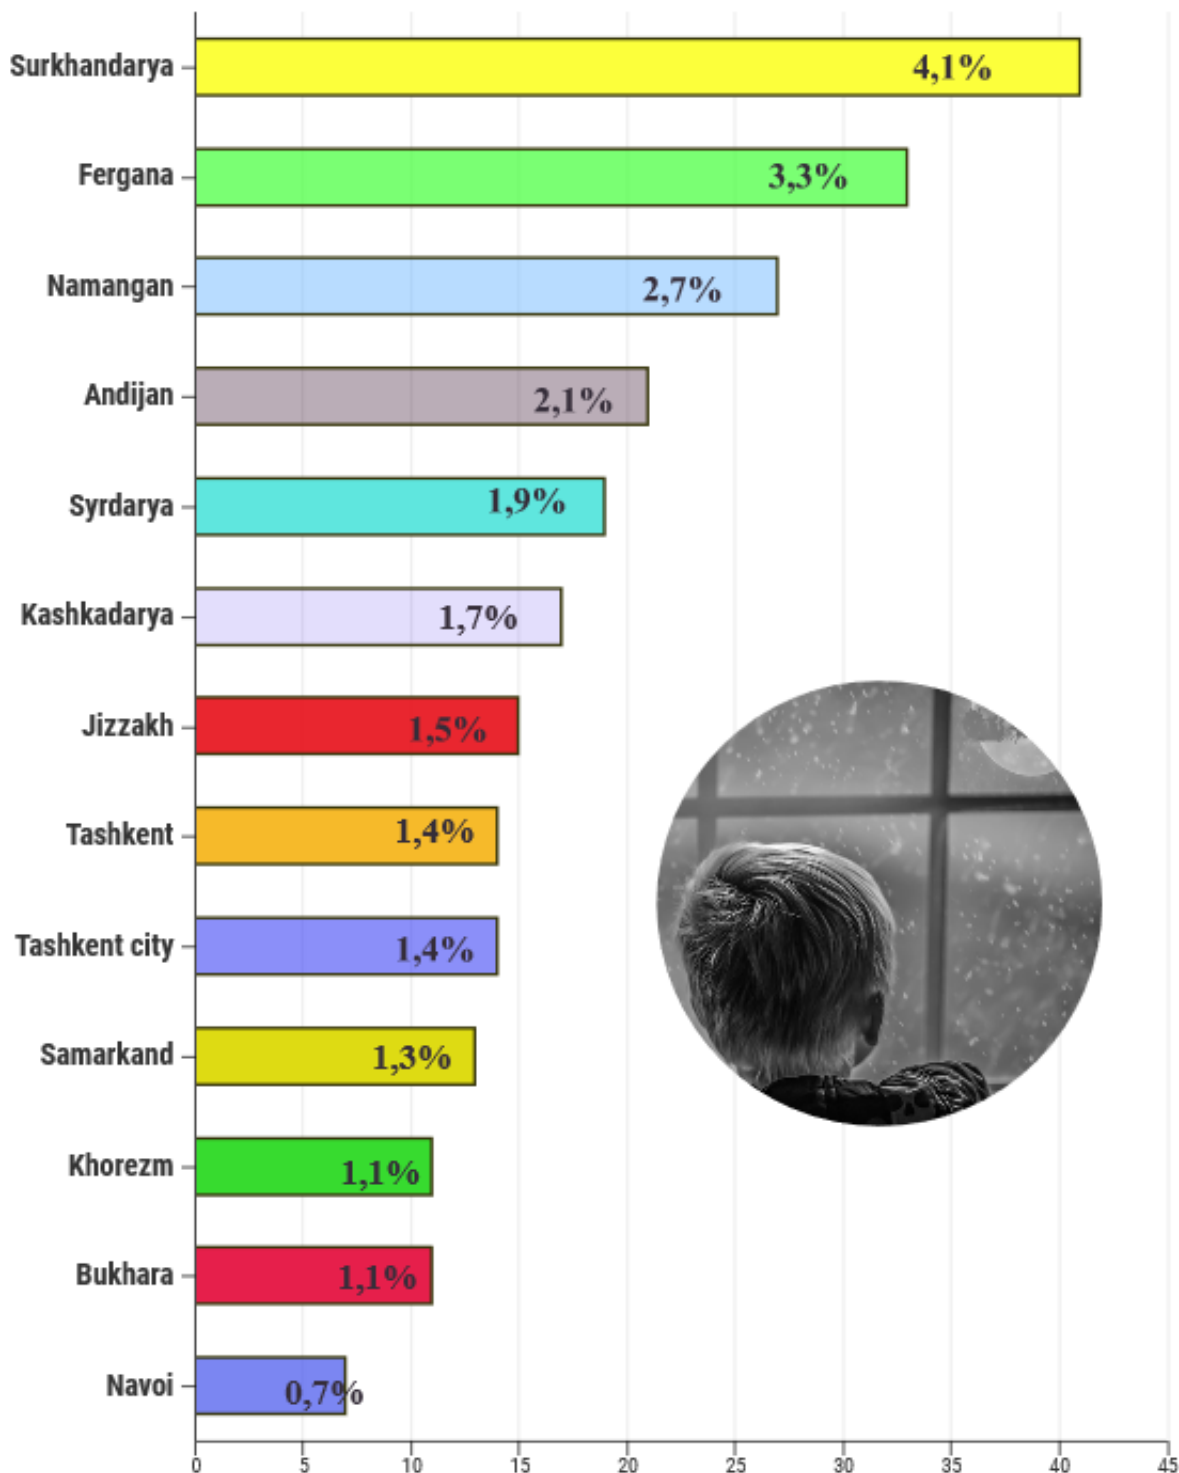 Surkhandarya 4,1%
Fergana 3,3%
Namangan 2,7%
Andijan 2,1%
Syrdarya 1,9%
Kashkadarya 1,7%
Jizzakh 1,5%
Tashkent 1,4%
Tashkent city 1,4%
Samarkand 1,3%
Khorezm 1,1%
Bukhara 1,1%
Navoi 0,7%
0 5 10 15 20 25 30 35 40 45